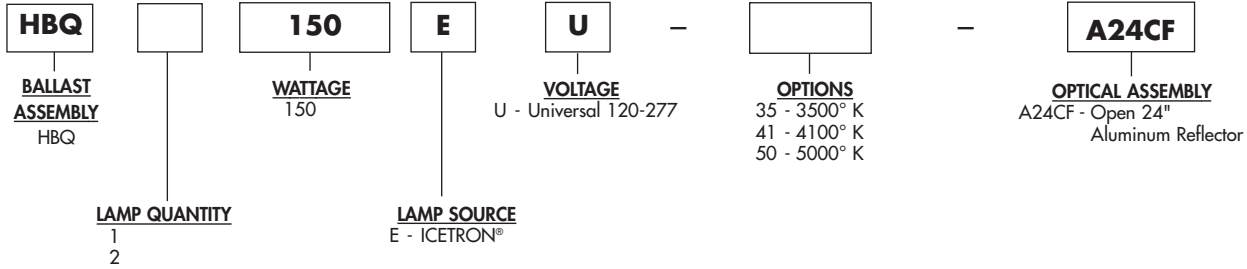 HBQ 150 E U – – A24CF
BALLAST ASSEMBLY
HBQ
WATTAGE
150
VOLTAGE
U - Universal 120-277
OPTIONS
35 - 3500° K
41 - 4100° K
50 - 5000° K
OPTICAL ASSEMBLY
A24CF - Open 24"
Aluminum Reflector
LAMP QUANTITY
1
2
LAMP SOURCE
E - ICETRON®